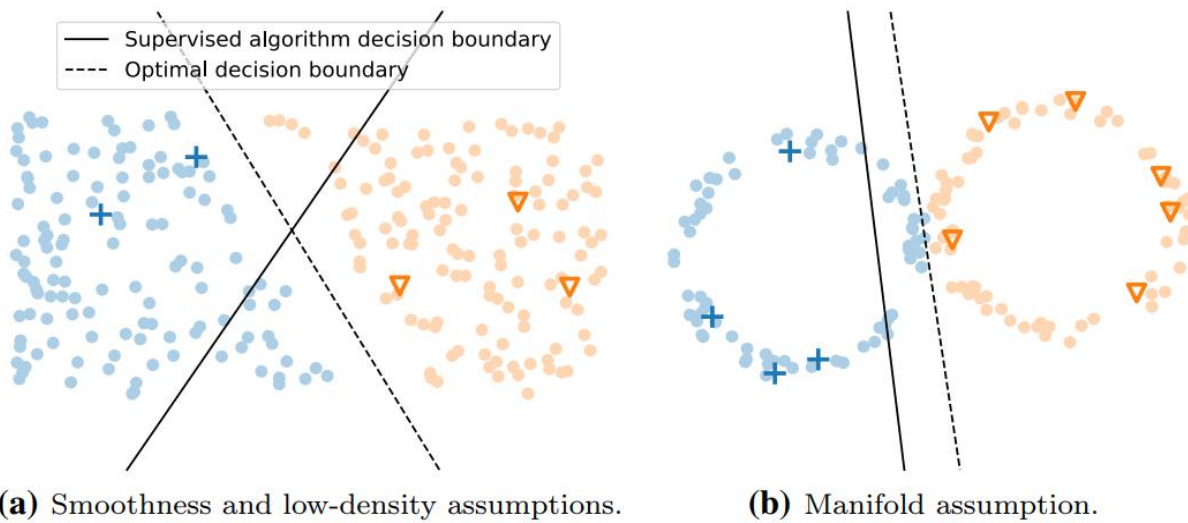 Supervised algorithm decision boundary
Optimal decision boundary
(a) Smoothness and low-density assumptions.
(b) Manifold assumption.